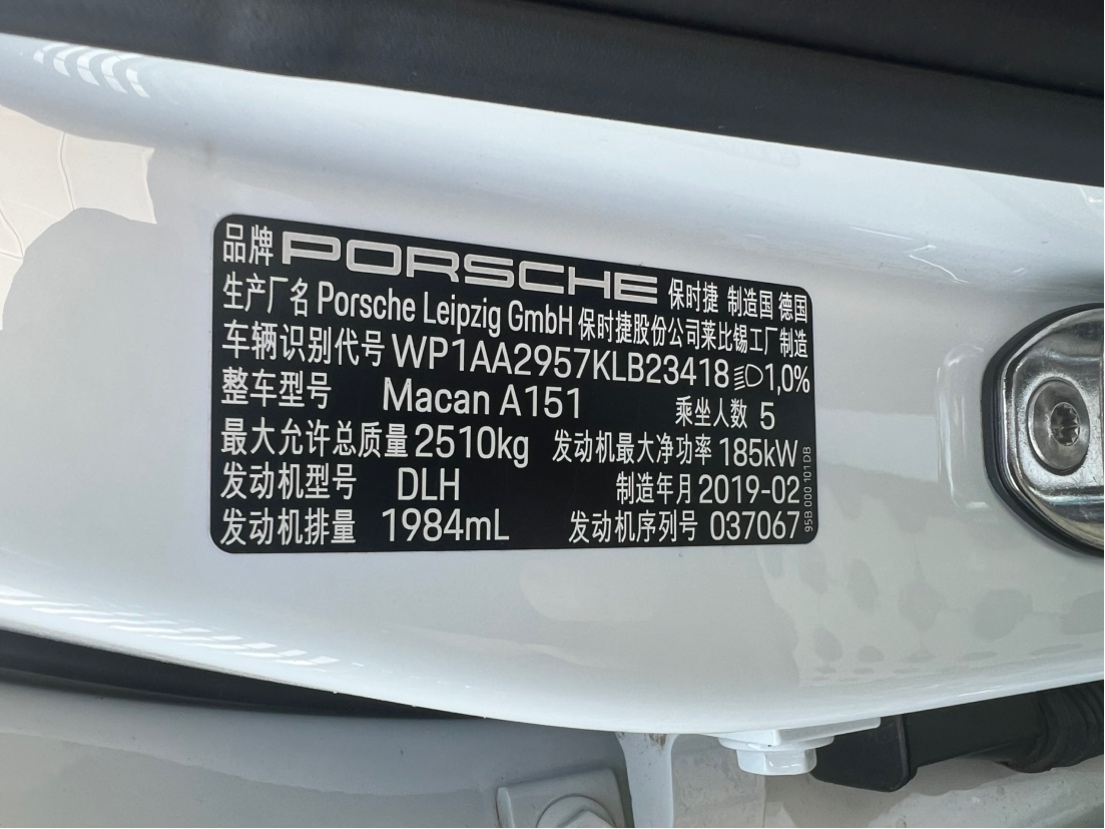 品牌 PORSCHE 保时捷 制造国 德国
生产厂名 Porsche Leipzig GmbH 保时捷股份公司莱比锡工厂制造
车辆识别代号 WP1AA2957KLB23418 1,0%
整车型号 Macan A151 乘坐人数 5
最大允许总质量 2510kg 发动机最大净功率 185kW
发动机型号 DLH 制造年月 2019-02
发动机排量 1984mL 发动机序列号 037067
95B 000 101 DB